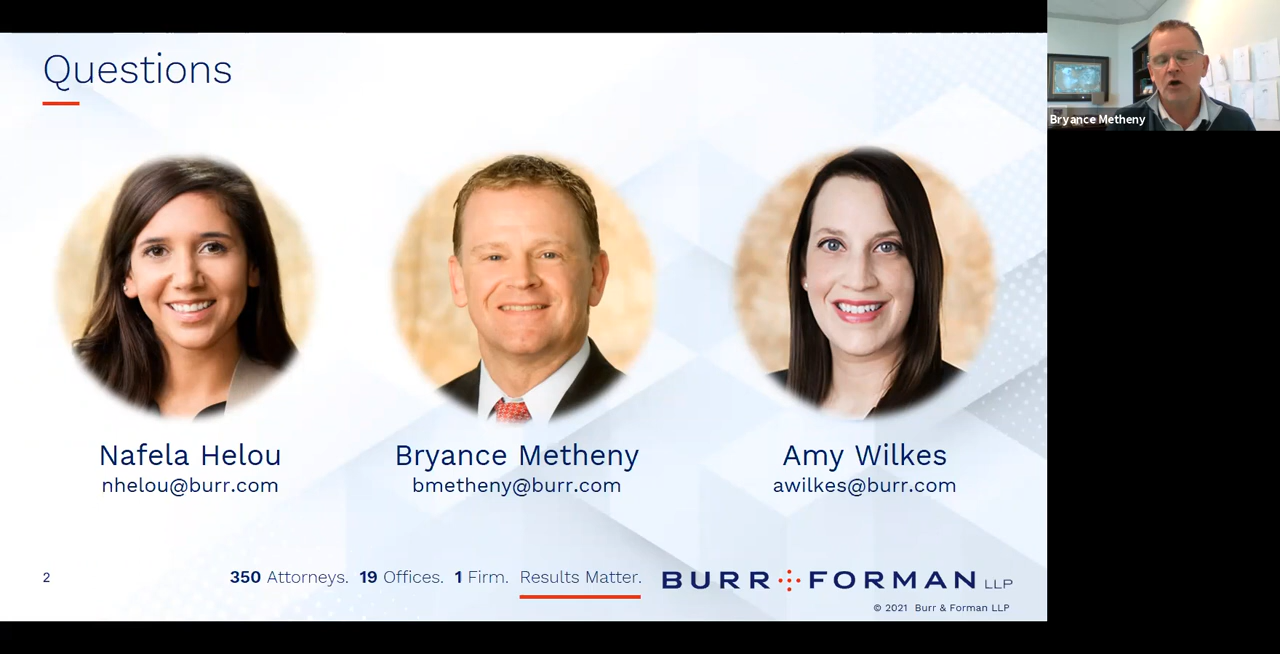 Questions
Bryance Metheny
Nafela Helou
nhelou@burr.com
Bryance Metheny
bmetheny@burr.com
Amy Wilkes
awilkes@burr.com
2
350 Attorneys. 19 Offices. 1 Firm. Results Matter.
BURR FORMAN LLP
© 2021 Burr & Forman LLP